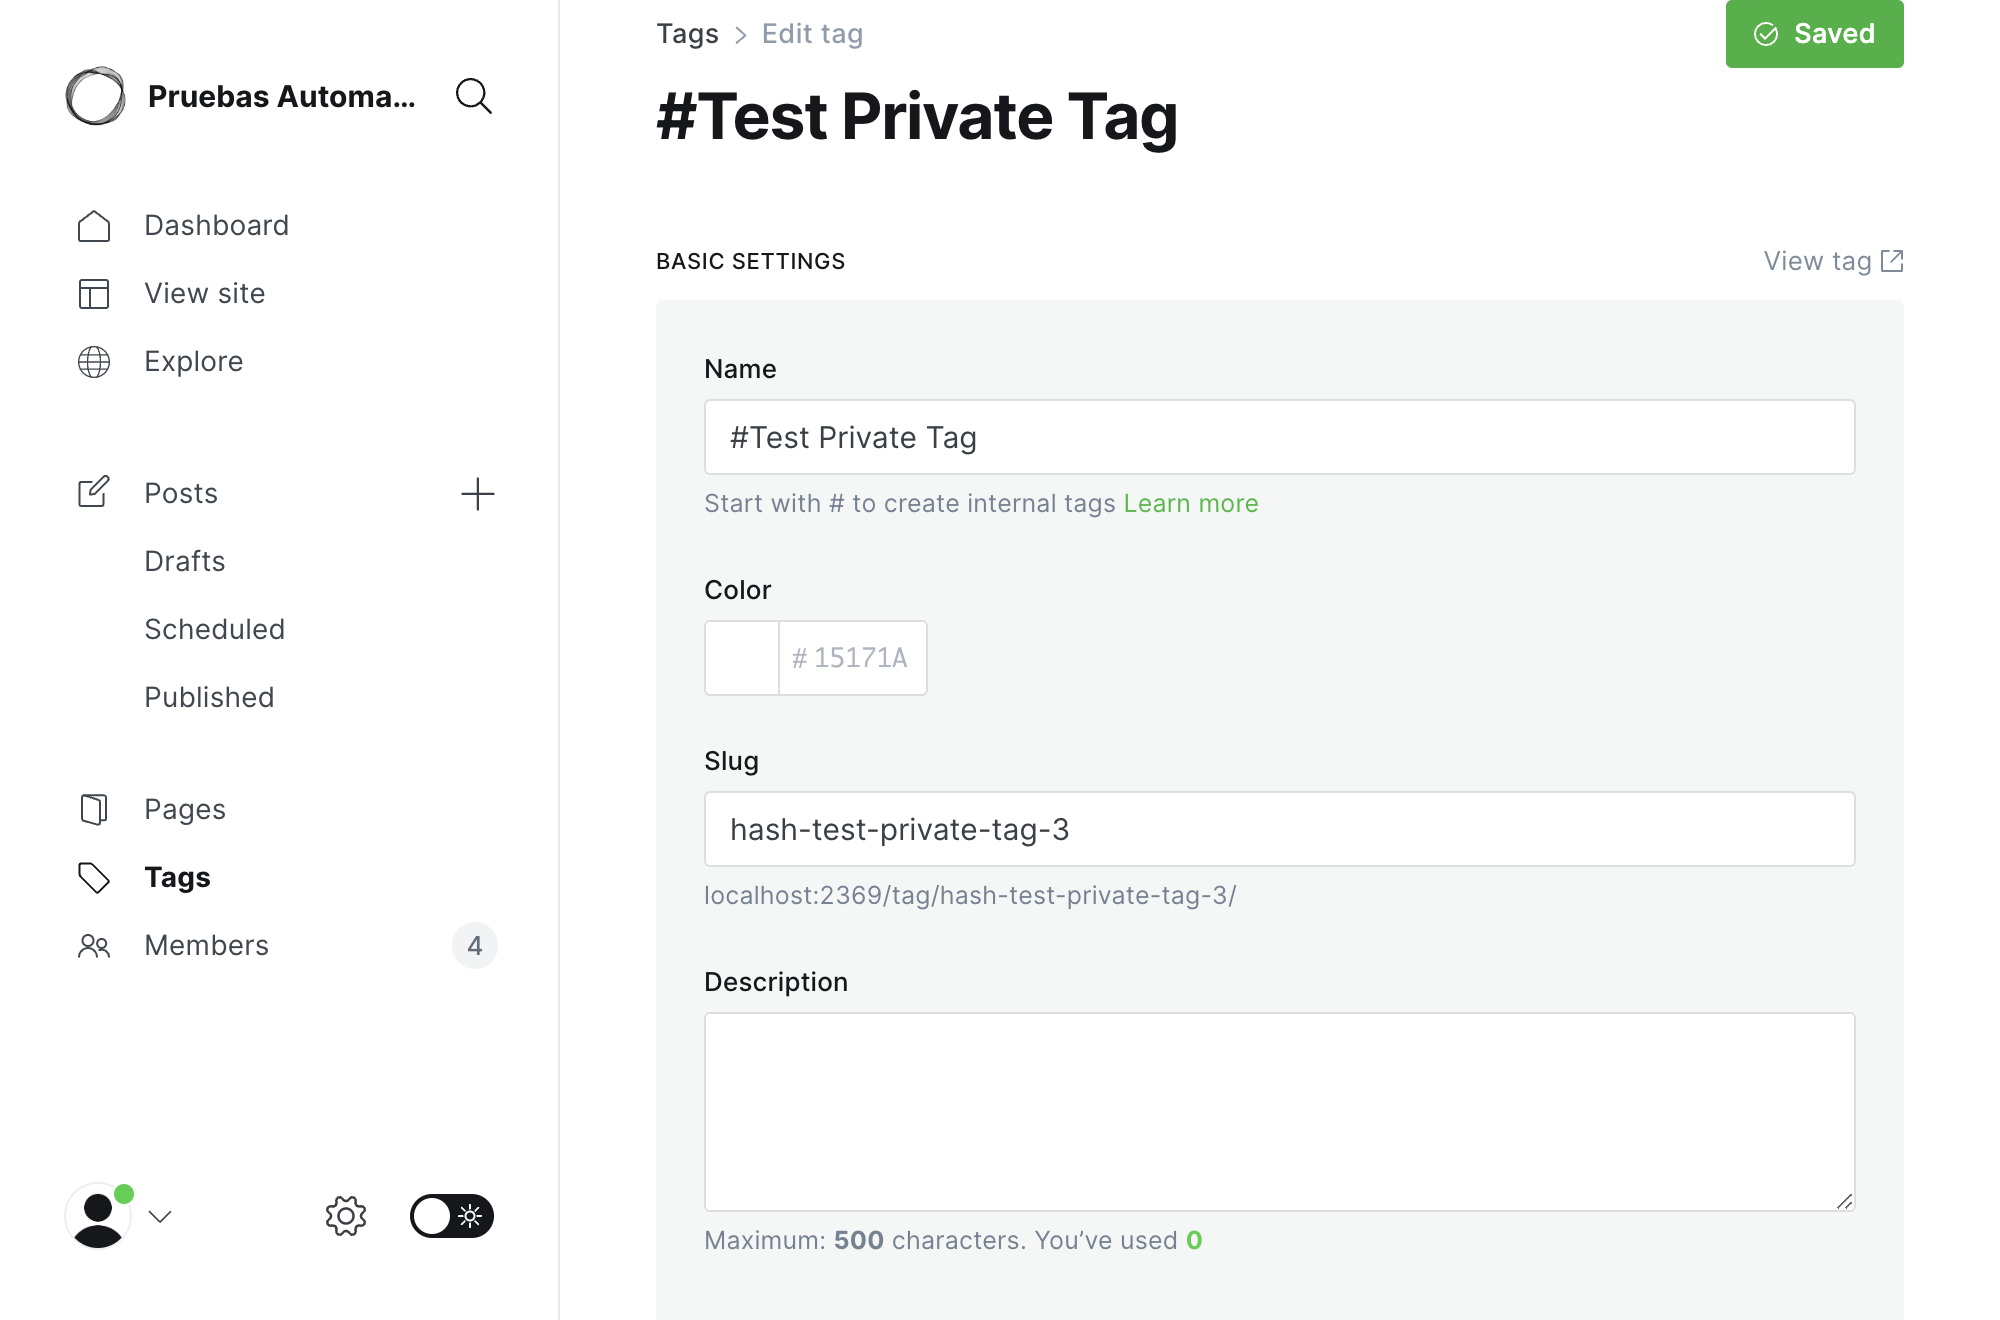 Pruebas Automa...
Dashboard
View site
Explore
Posts
Drafts
Scheduled
Published
Pages
Tags
Members 4
Tags > Edit tag
Saved
#Test Private Tag
BASIC SETTINGS
View tag
Name
#Test Private Tag
Start with # to create internal tags Learn more
Color
# 15171A
Slug
hash-test-private-tag-3
localhost:2369/tag/hash-test-private-tag-3/
Description
Maximum: 500 characters. You’ve used 0